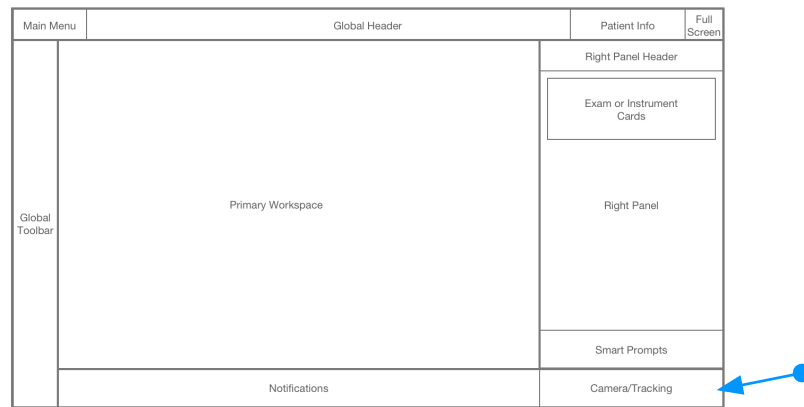 Main Menu
Global Header
Patient Info
Full
Screen
Right Panel Header
Exam or Instrument
Cards
Primary Workspace
Right Panel
Global
Toolbar
Smart Prompts
Notifications
Camera/Tracking